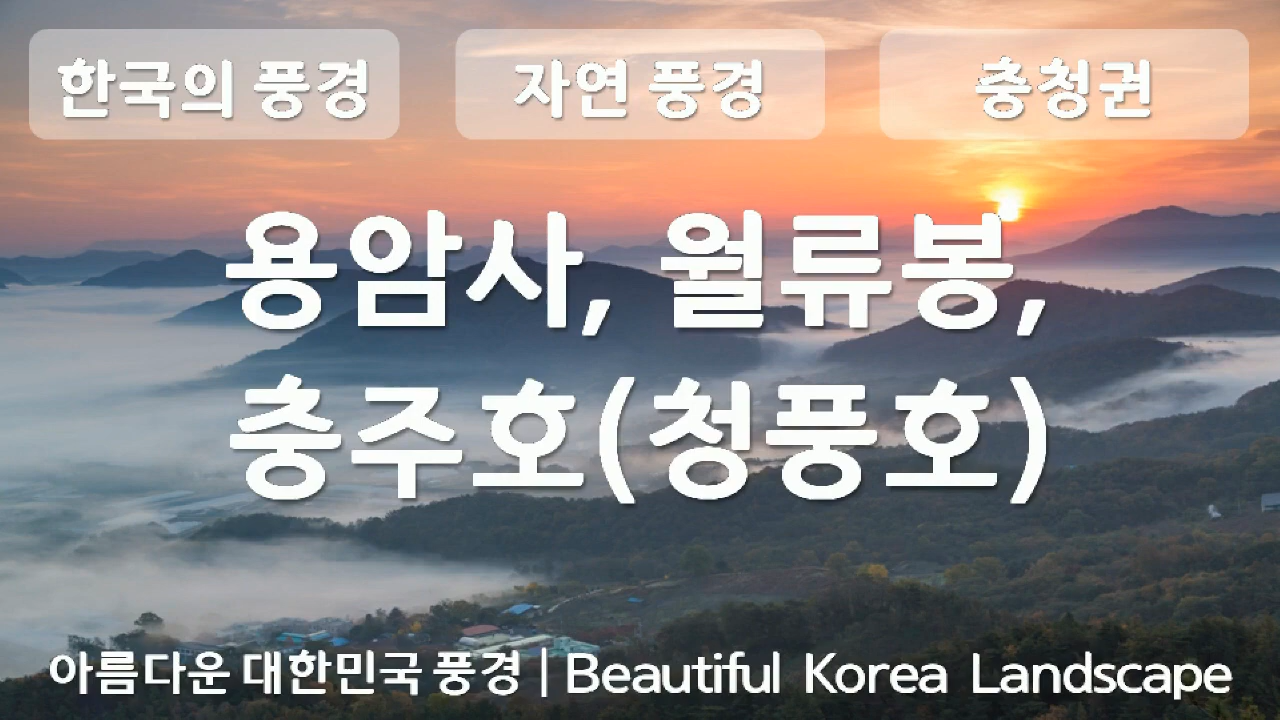 한국의 풍경
자연 풍경
충청권
용암사, 월류봉,
충주호(청풍호)
아름다운 대한민국 풍경 | Beautiful Korea Landscape